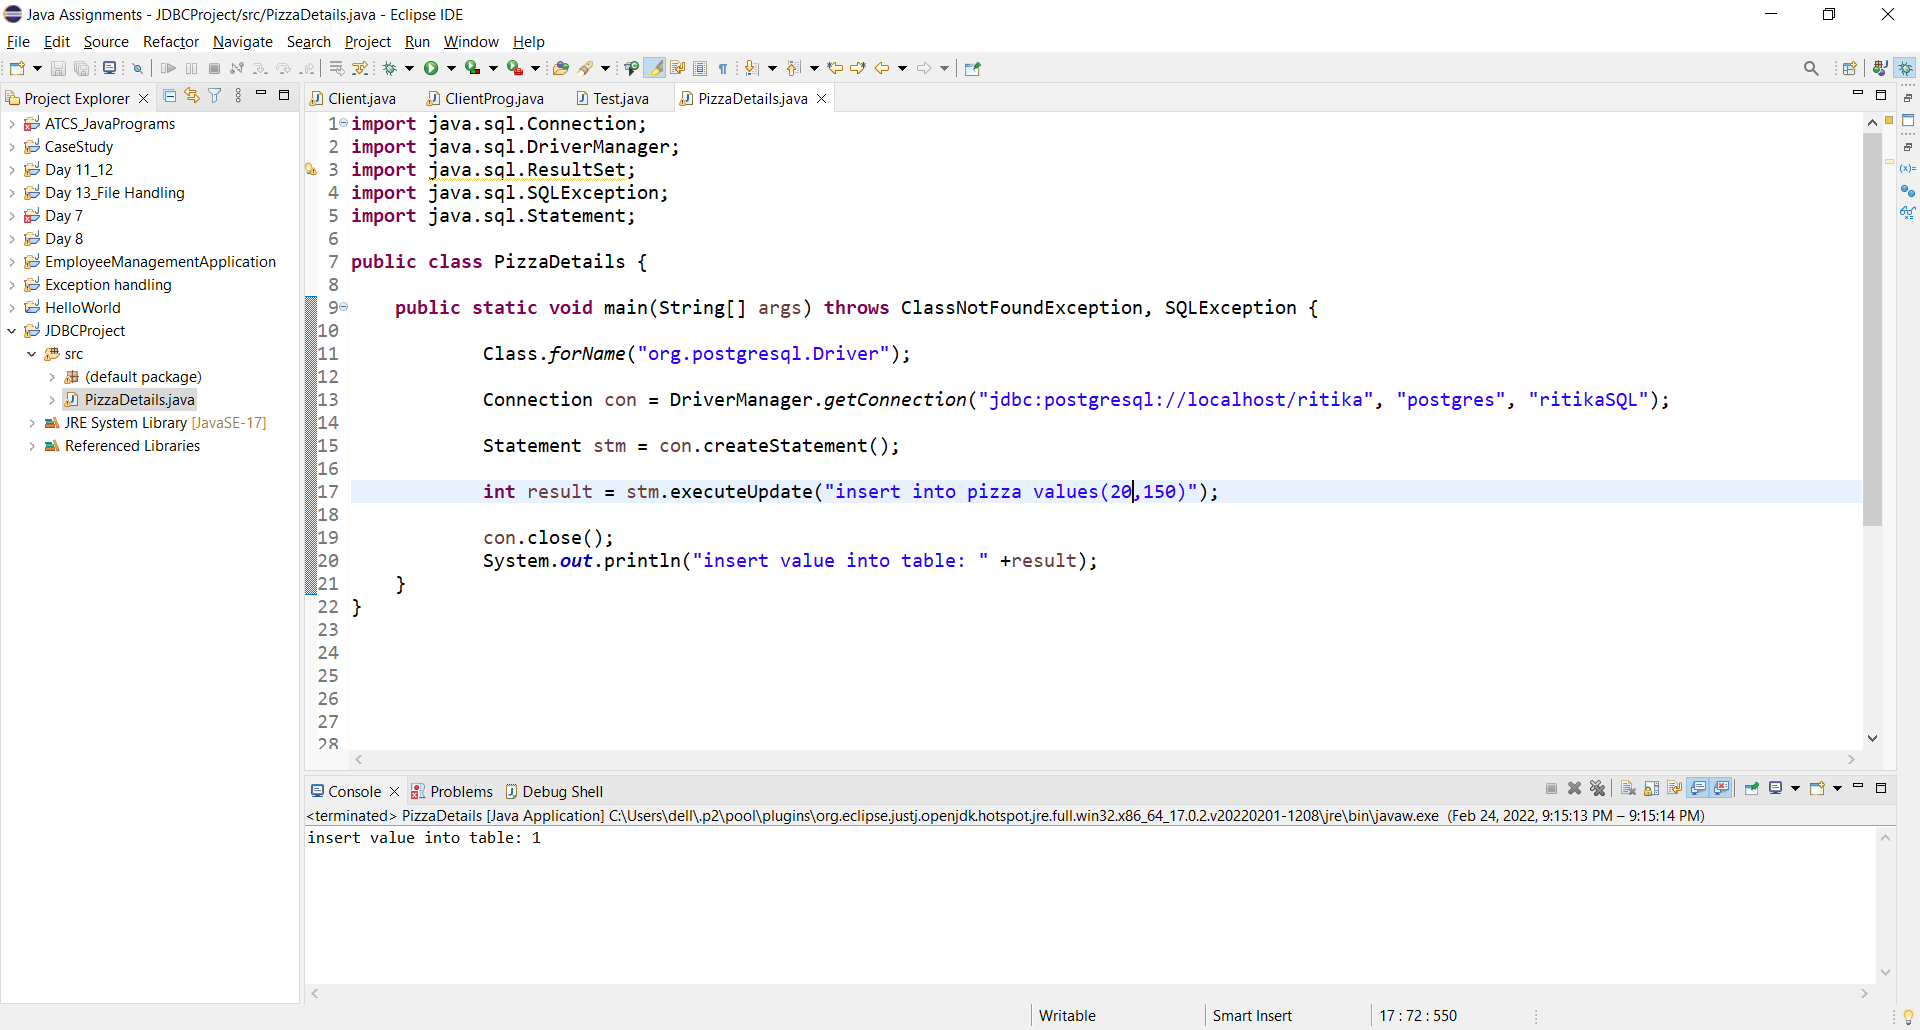 Java Assignments - JDBCProject/src/PizzaDetails.java - Eclipse IDE
File Edit Source Refactor Navigate Search Project Run Window Help
Project Explorer
Client.java ClientProg.java Test.java PizzaDetails.java
ATCS_JavaPrograms
CaseStudy
Day 11_12
Day 13_File Handling
Day 7
Day 8
EmployeeManagementApplication
Exception handling
HelloWorld
JDBCProject
src
(default package)
PizzaDetails.java
JRE System Library [JavaSE-17]
Referenced Libraries
1 import java.sql.Connection;
2 import java.sql.DriverManager;
3 import java.sql.ResultSet;
4 import java.sql.SQLException;
5 import java.sql.Statement;
6
7 public class PizzaDetails {
8
9 public static void main(String[] args) throws ClassNotFoundException, SQLException {
10
11 Class.forName("org.postgresql.Driver");
12
13 Connection con = DriverManager.getConnection("jdbc:postgresql://localhost/ritika", "postgres", "ritikaSQL");
14
15 Statement stm = con.createStatement();
16
17 int result = stm.executeUpdate("insert into pizza values(20,150)");
18
19 con.close();
20 System.out.println("insert value into table: " +result);
21 }
22 }
23
24
25
26
27
28
(x)=
Console Problems Debug Shell
<terminated> PizzaDetails [Java Application] C:\Users\dell\.p2\pool\plugins\org.eclipse.justj.openjdk.hotspot.jre.full.win32.x86_64_17.0.2.v20220201-1208\jre\bin\javaw.exe (Feb 24, 2022, 9:15:13 PM – 9:15:14 PM)
insert value into table: 1
Writable Smart Insert 17 : 72 : 550